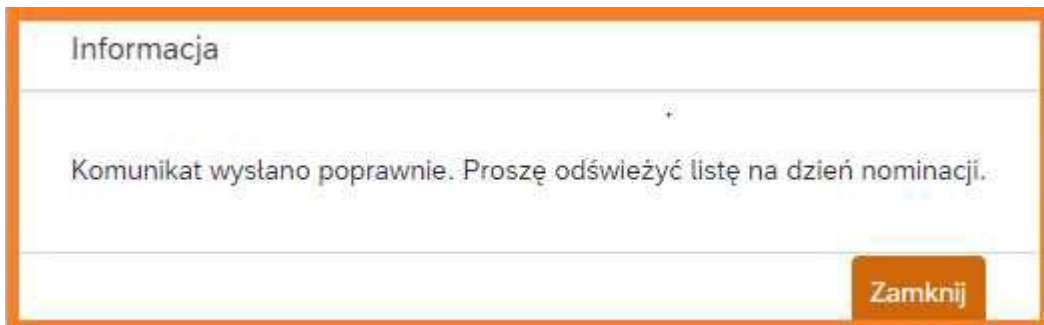 Informacja
Komunikat wysłano poprawnie. Proszę odświeżyć listę na dzień nominacji.
Zamknij